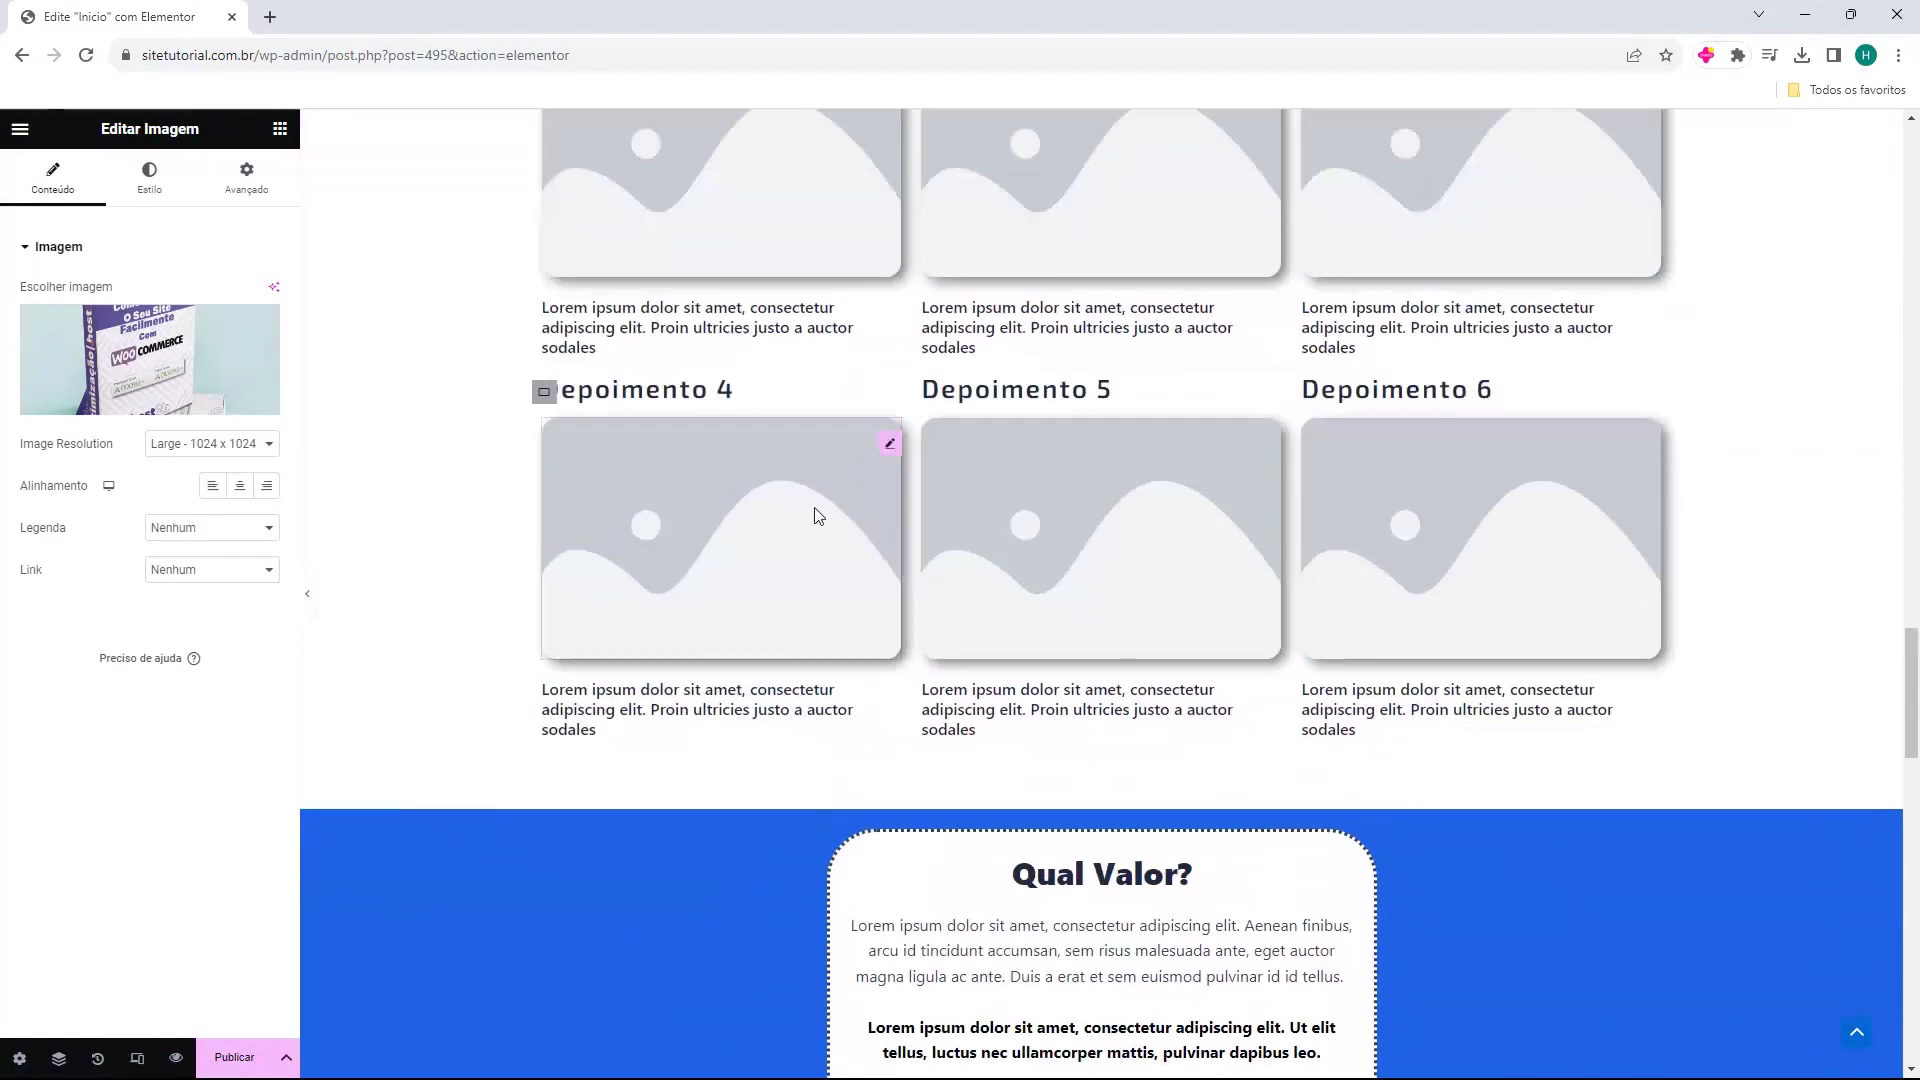 Edite "Inicio" com Elementor
sitetutorial.com.br/wp-admin/post.php?post=495&action=elementor
H
Todos os favoritos
Editar Imagem
Conteúdo
Estilo
Avançado
Imagem
Escolher imagem
O Seu Site
Facilmente
Com
WOO COMMERCE
Image Resolution
Large - 1024 x 1024
Alinhamento
Legenda
Nenhum
Link
Nenhum
Preciso de ajuda
Publicar
Lorem ipsum dolor sit amet, consectetur
adipiscing elit. Proin ultricies justo a auctor
sodales
Lorem ipsum dolor sit amet, consectetur
adipiscing elit. Proin ultricies justo a auctor
sodales
Lorem ipsum dolor sit amet, consectetur
adipiscing elit. Proin ultricies justo a auctor
sodales
epoimento 4
Depoimento 5
Depoimento 6
Lorem ipsum dolor sit amet, consectetur
adipiscing elit. Proin ultricies justo a auctor
sodales
Lorem ipsum dolor sit amet, consectetur
adipiscing elit. Proin ultricies justo a auctor
sodales
Lorem ipsum dolor sit amet, consectetur
adipiscing elit. Proin ultricies justo a auctor
sodales
Qual Valor?
Lorem ipsum dolor sit amet, consectetur adipiscing elit. Aenean finibus,
arcu id tincidunt accumsan, sem risus malesuada ante, eget auctor
magna ligula ac ante. Duis a erat et sem euismod pulvinar id id tellus.
Lorem ipsum dolor sit amet, consectetur adipiscing elit. Ut elit
tellus, luctus nec ullamcorper mattis, pulvinar dapibus leo.